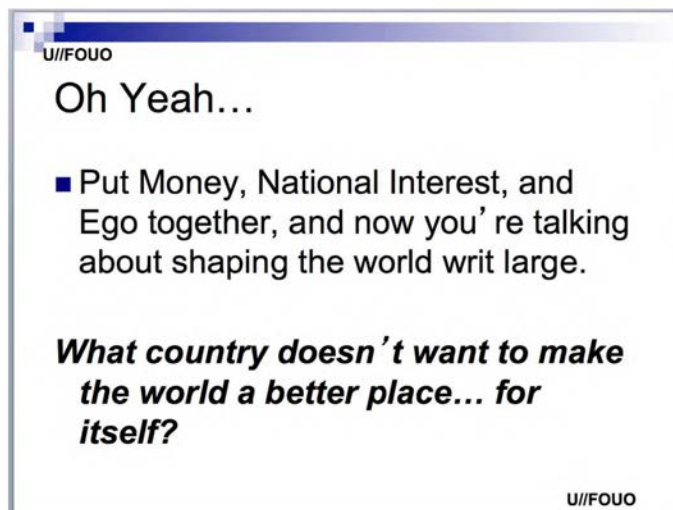 U//FOUO
Oh Yeah…
Put Money, National Interest, and
Ego together, and now you’re talking
about shaping the world writ large.
What country doesn’t want to make
the world a better place… for
itself?
U//FOUO